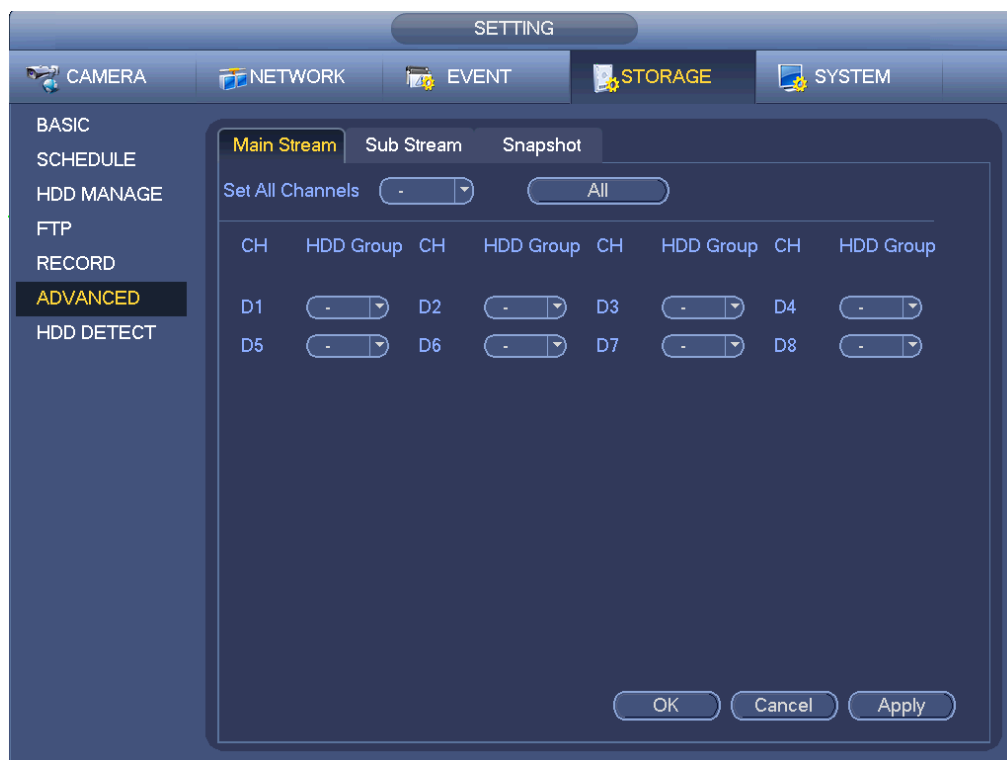 SETTING
CAMERA NETWORK EVENT STORAGE SYSTEM
BASIC
SCHEDULE
HDD MANAGE
FTP
RECORD
ADVANCED
HDD DETECT
Main Stream Sub Stream Snapshot
Set All Channels - All
CH HDD Group CH HDD Group CH HDD Group CH HDD Group
D1 - D2 - D3 - D4 -
D5 - D6 - D7 - D8 -
OK Cancel Apply